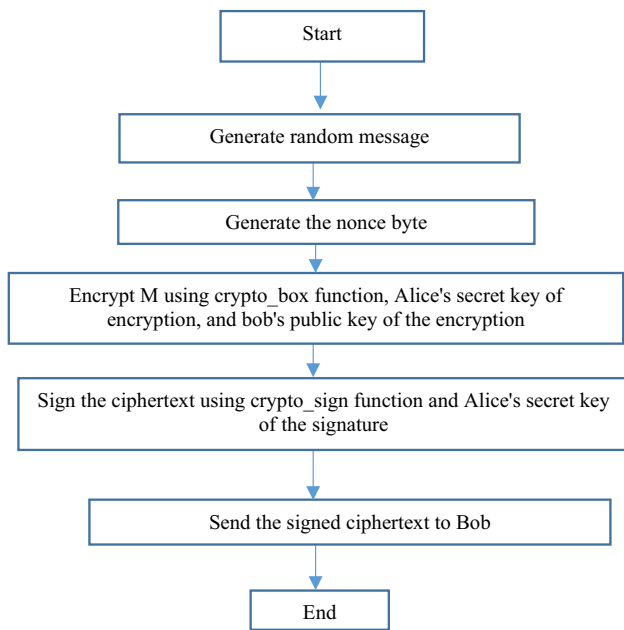 Start
Generate random message
Generate the nonce byte
Encrypt M using crypto_box function, Alice's secret key of
encryption, and bob's public key of the encryption
Sign the ciphertext using crypto_sign function and Alice's secret key
of the signature
Send the signed ciphertext to Bob
End